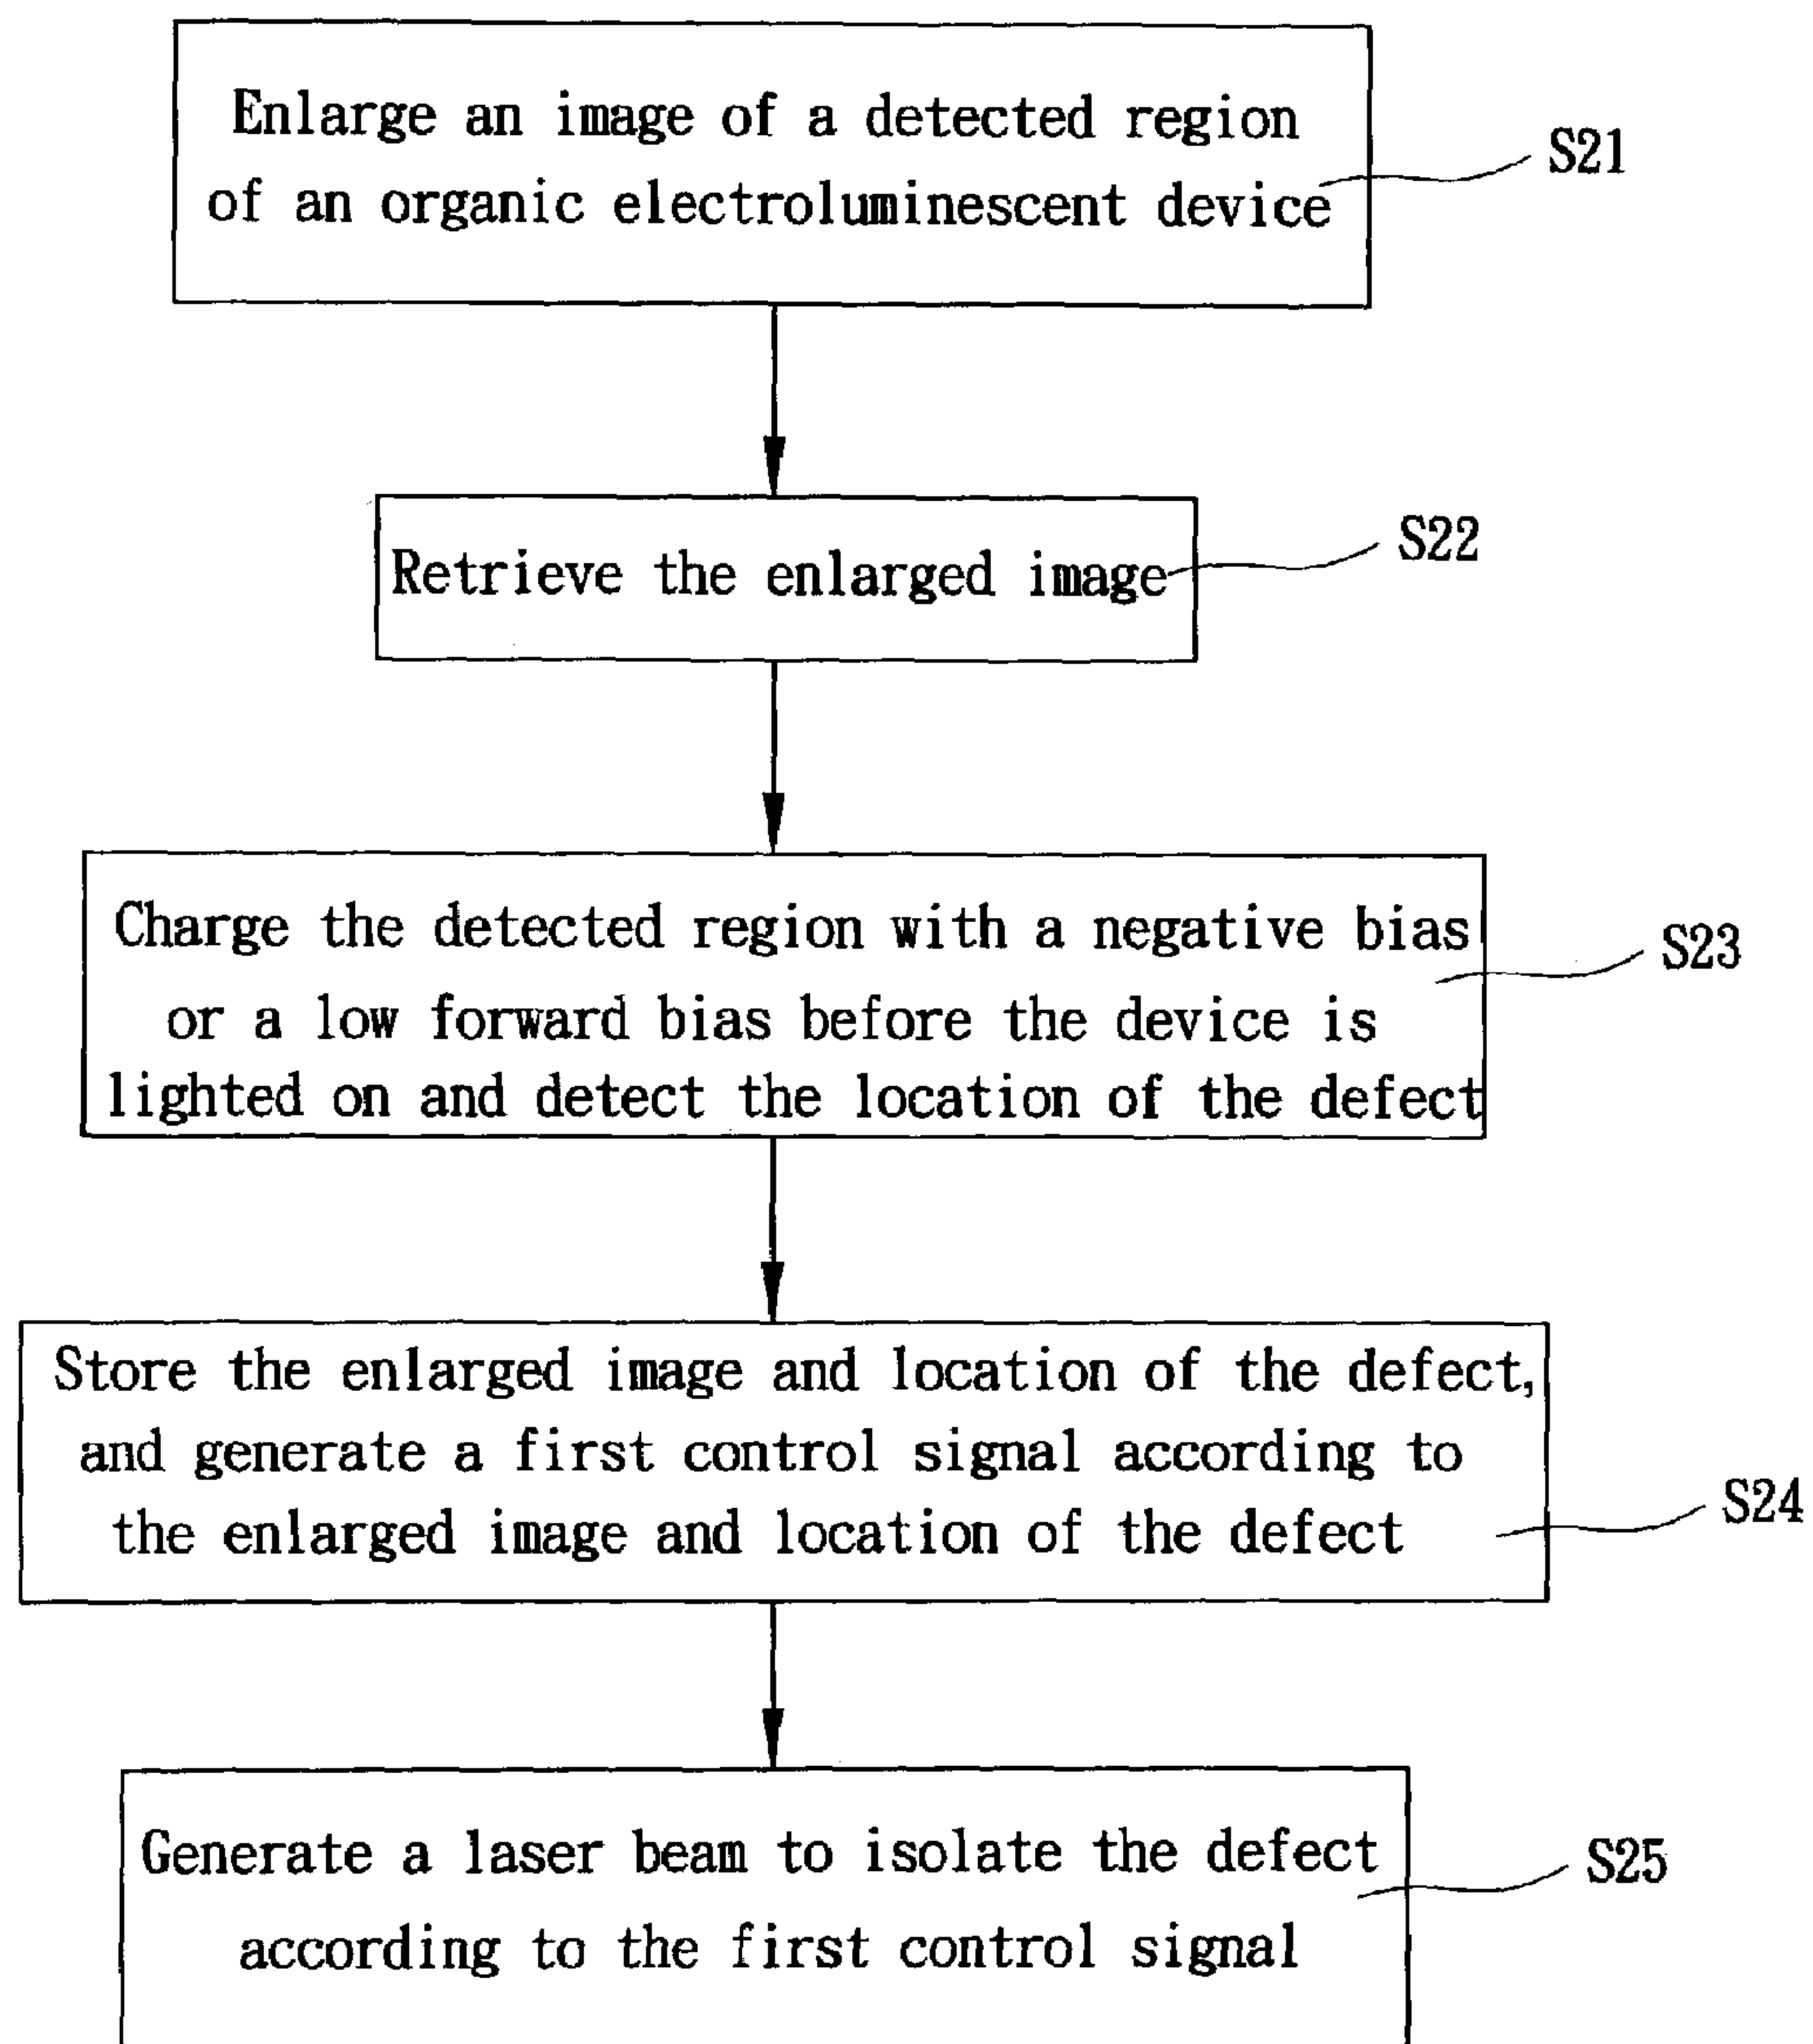 Enlarge an image of a detected region
of an organic electroluminescent device
S21
Retrieve the enlarged image
S22
Charge the detected region with a negative bias
or a low forward bias before the device is
lighted on and detect the location of the defect
S23
Store the enlarged image and location of the defect,
and generate a first control signal according to
the enlarged image and location of the defect
S24
Generate a laser beam to isolate the defect
according to the first control signal
S25